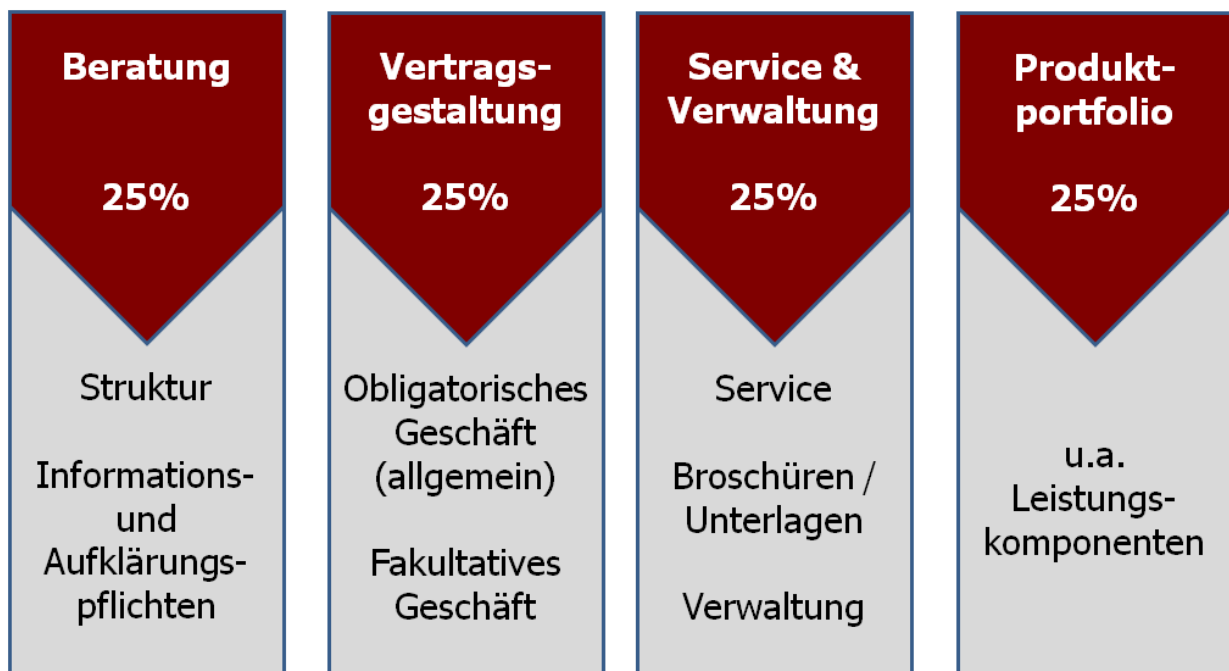 Beratung
25%
Struktur
Informations-
und
Aufklärungs-
pflichten
Vertrags-
gestaltung
25%
Obligatorisches
Geschäft
(allgemein)
Fakultatives
Geschäft
Service &
Verwaltung
25%
Service
Broschüren /
Unterlagen
Verwaltung
Produkt-
portfolio
25%
u.a.
Leistungs-
komponenten